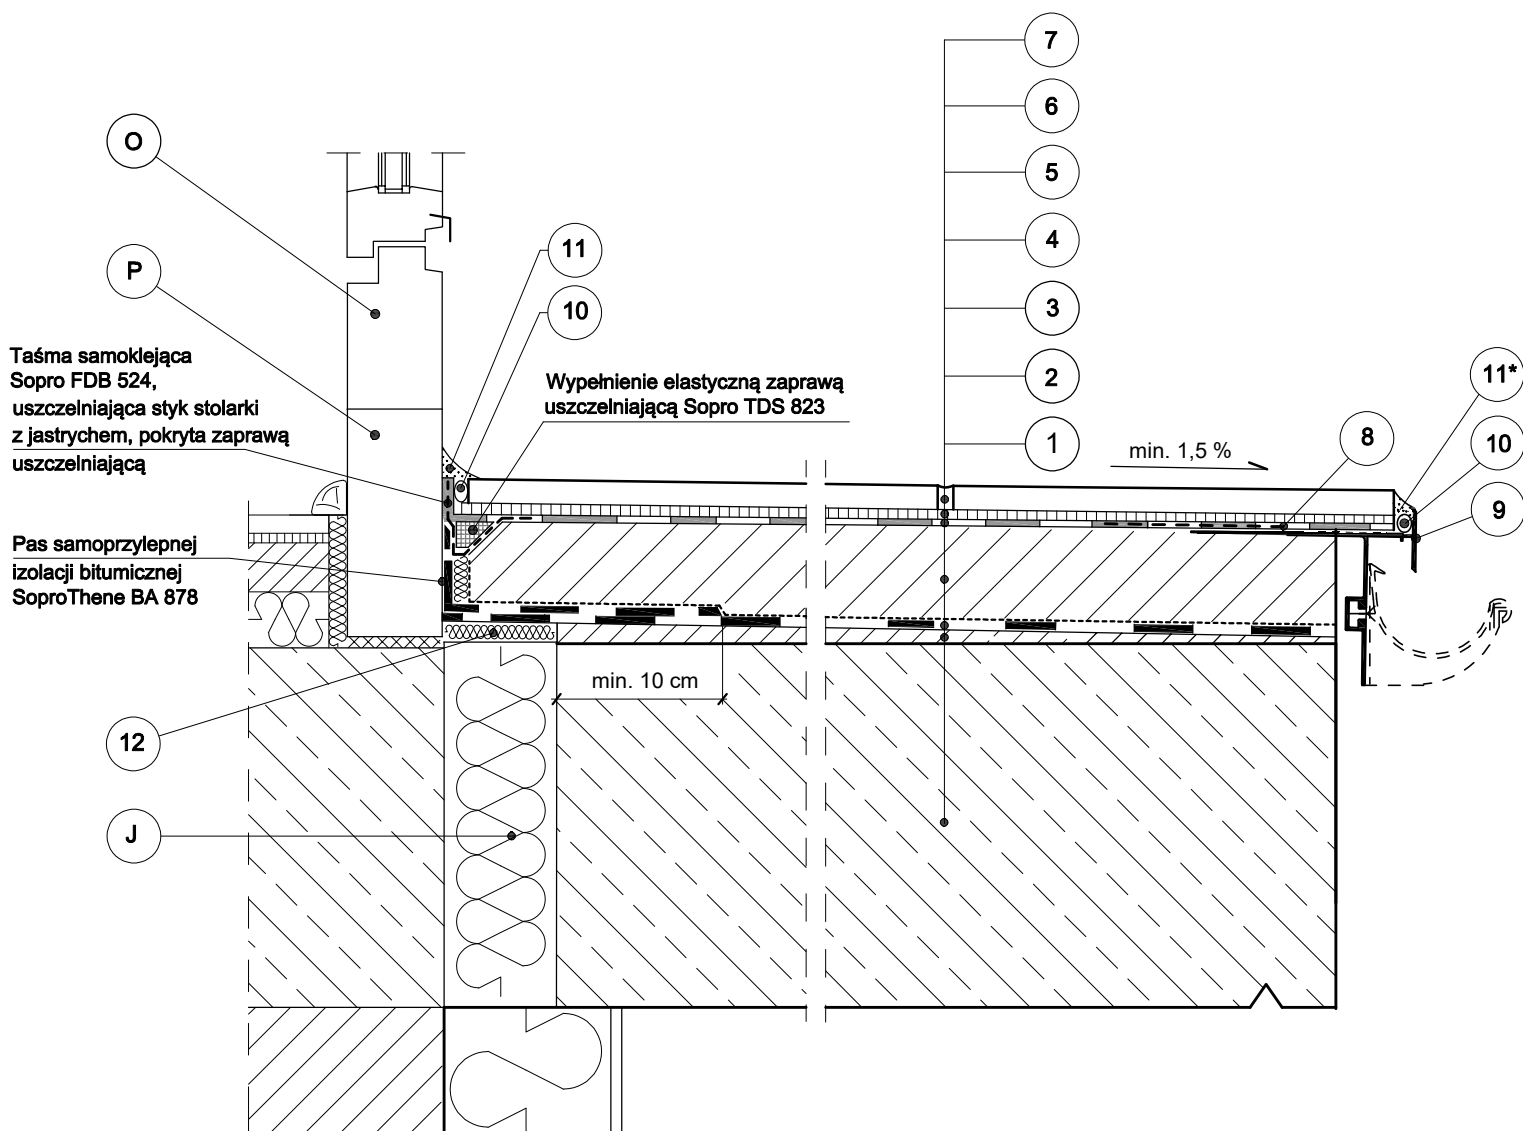 7
6
5
4
3
2
1
O
P
11
10
Taśma samoklejąca
Sopro FDB 524,
uszczelniająca styk stolarki
z jastrychem, pokryta zaprawą
uszczelniającą
Wypełnienie elastyczną zaprawą
uszczelniającą Sopro TDS 823
min. 1,5 %
8
11*
10
9
Pas samoprzylepnej
izolacji bitumicznej
SoproThene BA 878
min. 10 cm
12
J